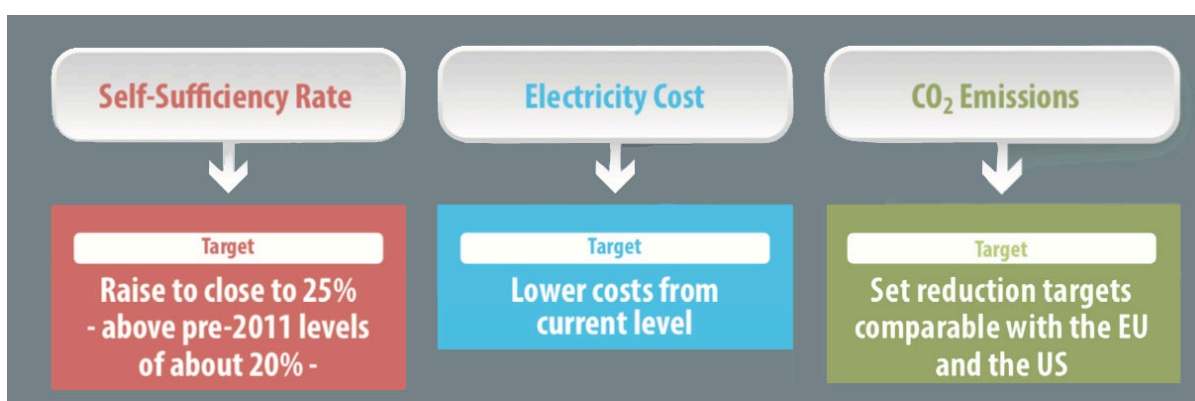 Self-Sufficiency Rate
Target
Raise to close to 25%
- above pre-2011 levels
of about 20% -
Electricity Cost
Target
Lower costs from
current level
CO₂ Emissions
Target
Set reduction targets
comparable with the EU
and the US